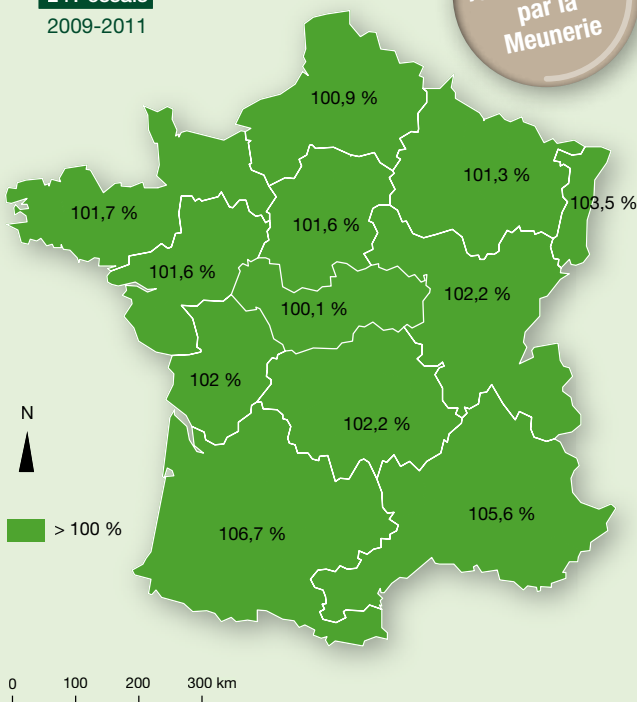 2009-2011
par la
Meunerie
100,9 %
101,3 %
103,5 %
101,7 %
101,6 %
101,6 %
102,2 %
100,1 %
102 %
102,2 %
N
105,6 %
> 100 %
106,7 %
0 100 200 300 km